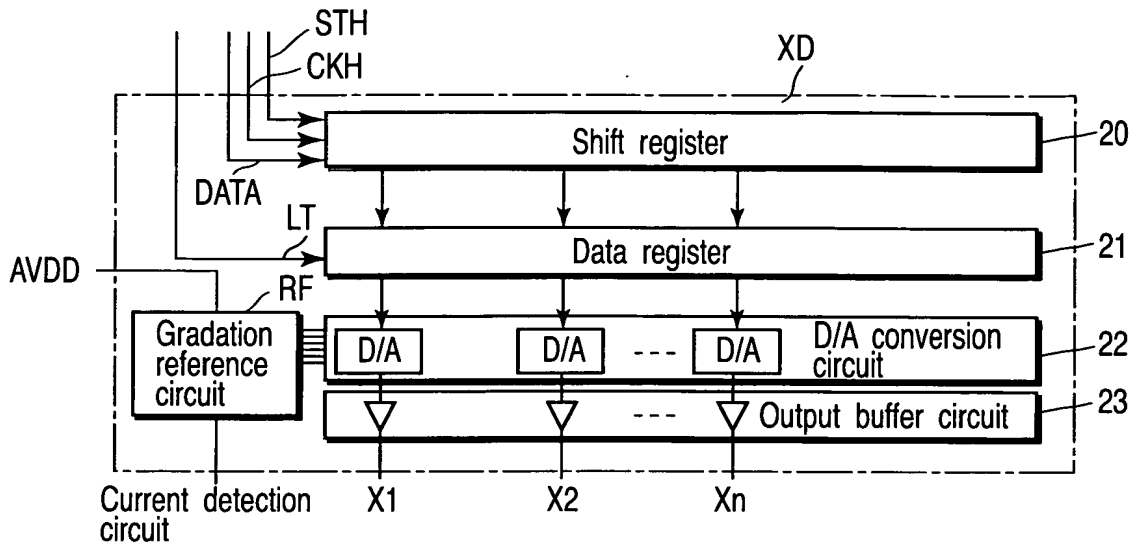 STH
CKH
XD
Shift register
20
DATA
LT
Data register
21
AVDD
RF
Gradation
reference
circuit
D/A
D/A
---
D/A
D/A conversion
circuit
22
---
Output buffer circuit
23
Current detection
circuit
X1
X2
Xn